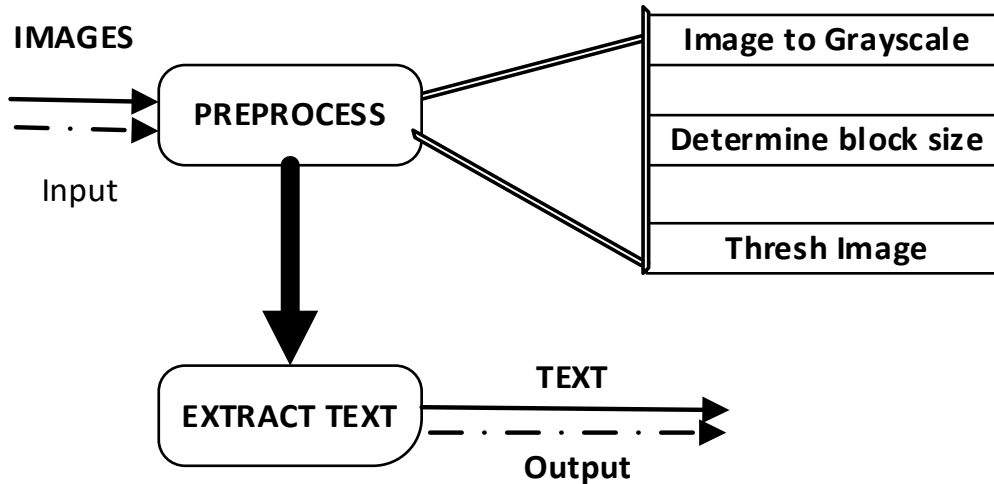 IMAGES
Image to Grayscale
PREPROCESS
Determine block size
Input
Thresh Image
TEXT
EXTRACT TEXT
Output